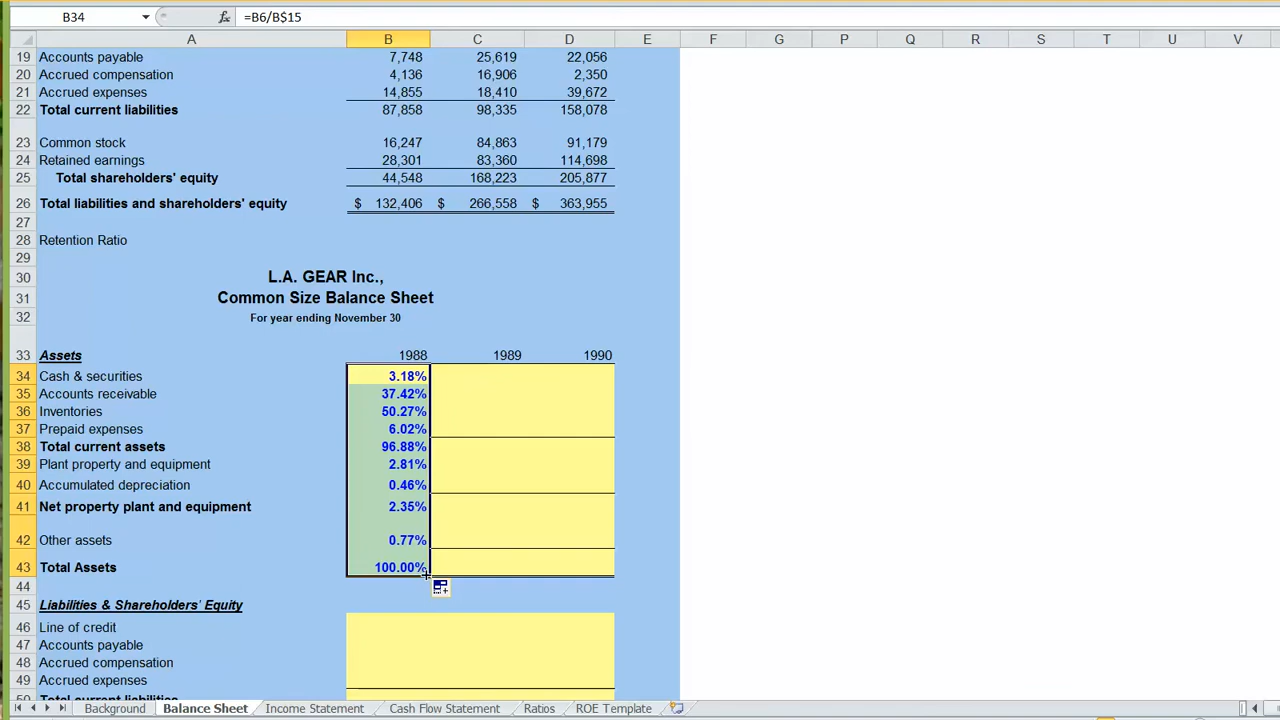 B34 fx =B6/B$15
A B C D E F G H I J K L M N O P Q R S T U V
19 Accounts payable 7,748 25,619 22,056
20 Accrued compensation 4,136 16,906 2,350
21 Accrued expenses 14,855 18,410 39,672
22 Total current liabilities 87,858 98,335 158,078
23 Common stock 16,247 84,863 91,179
24 Retained earnings 28,301 83,360 114,698
25 Total shareholders' equity 44,548 168,223 205,877
26 Total liabilities and shareholders' equity $ 132,406 $ 266,558 $ 363,955
27
28 Retention Ratio
29
30 L.A. GEAR Inc.,
31 Common Size Balance Sheet
32 For year ending November 30
33 Assets 1988 1989 1990
34 Cash & securities 3.18%
35 Accounts receivable 37.42%
36 Inventories 50.27%
37 Prepaid expenses 6.02%
38 Total current assets 96.88%
39 Plant property and equipment 2.81%
40 Accumulated depreciation 0.46%
41 Net property plant and equipment 2.35%
42 Other assets 0.77%
43 Total Assets 100.00%
44
45 Liabilities & Shareholders' Equity
46 Line of credit
47 Accounts payable
48 Accrued compensation
49 Accrued expenses
50 Total current liabilities
Background Balance Sheet Income Statement Cash Flow Statement Ratios ROE Template